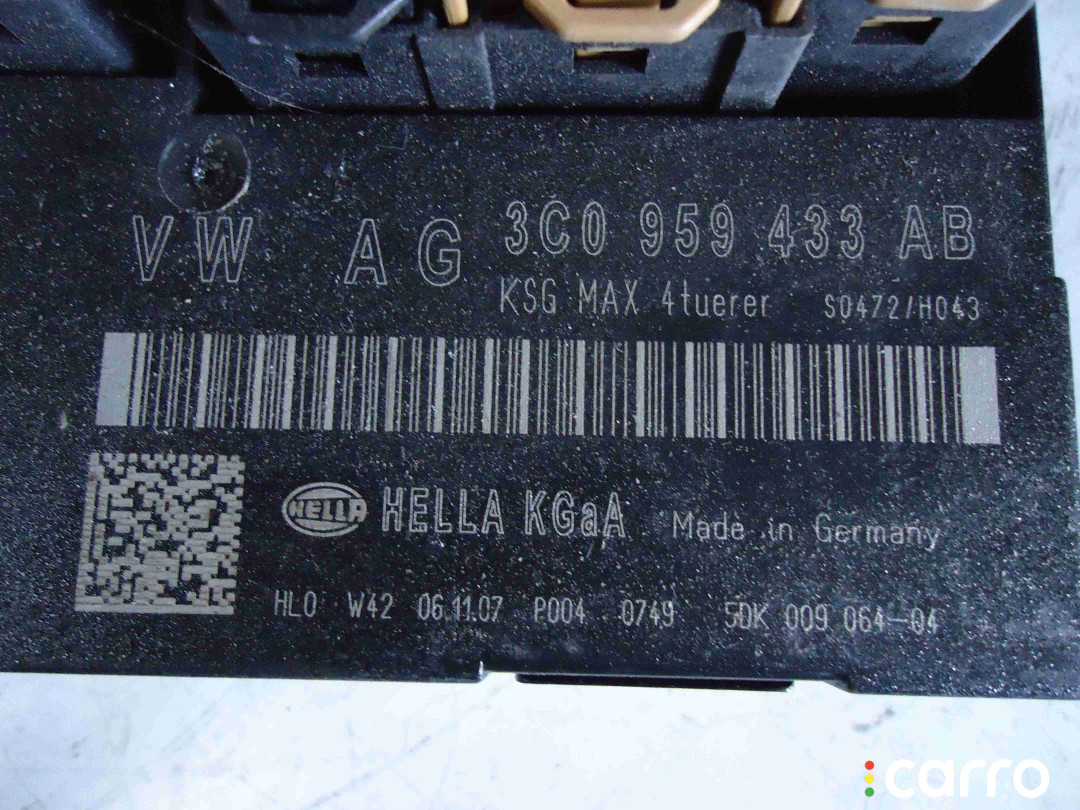 VW AG 3C0 959 433 AB
KSG MAX 4tuerer S0472/H043
HELLA HELLA KGaA Made in Germany
HLO W42 06.11.07 P004 0749 5DK 009 064-04
carro